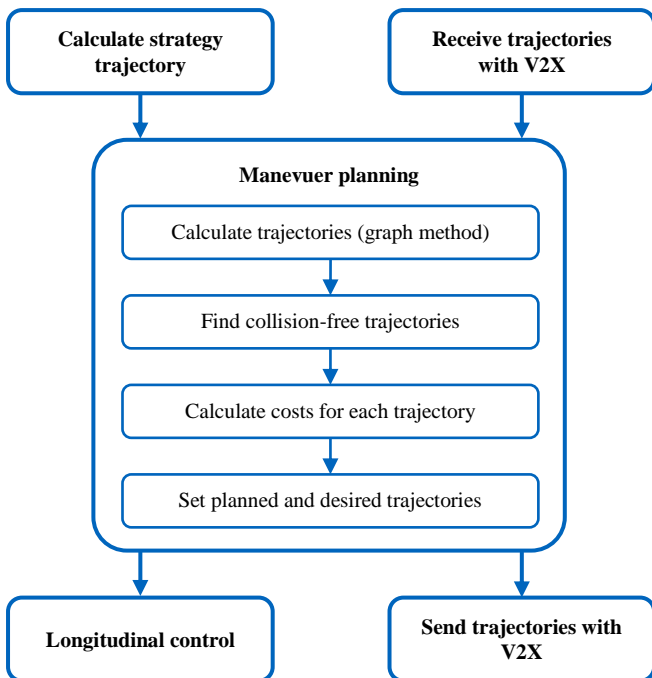 Calculate strategy
trajectory
Receive trajectories
with V2X
Manevuer planning
Calculate trajectories (graph method)
Find collision-free trajectories
Calculate costs for each trajectory
Set planned and desired trajectories
Longitudinal control
Send trajectories with
V2X